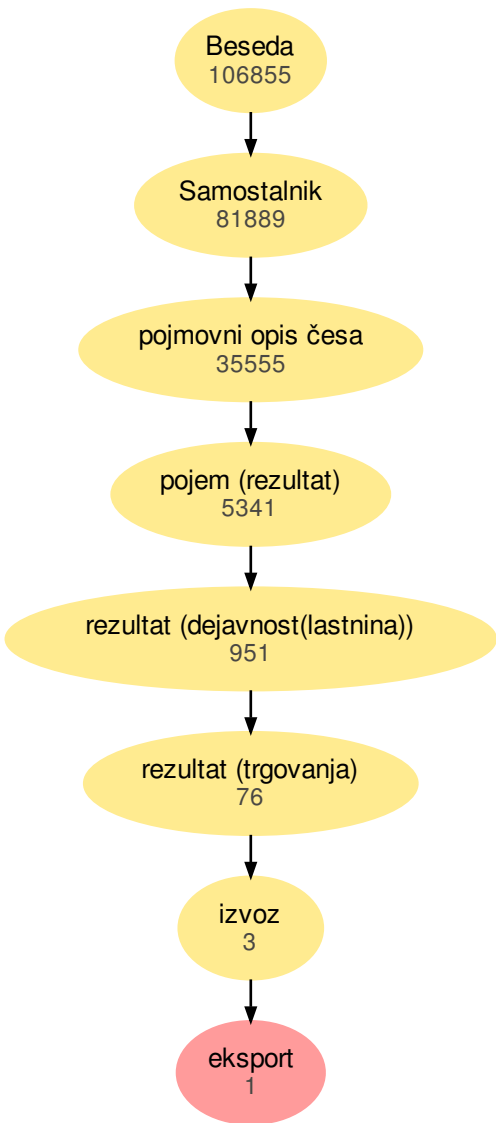 Beseda
106855
Samostalnik
81889
pojmovni opis česa
35555
pojem (rezultat)
5341
rezultat (dejavnost(lastnina))
951
rezultat (trgovanja)
76
izvoz
3
eksport
1